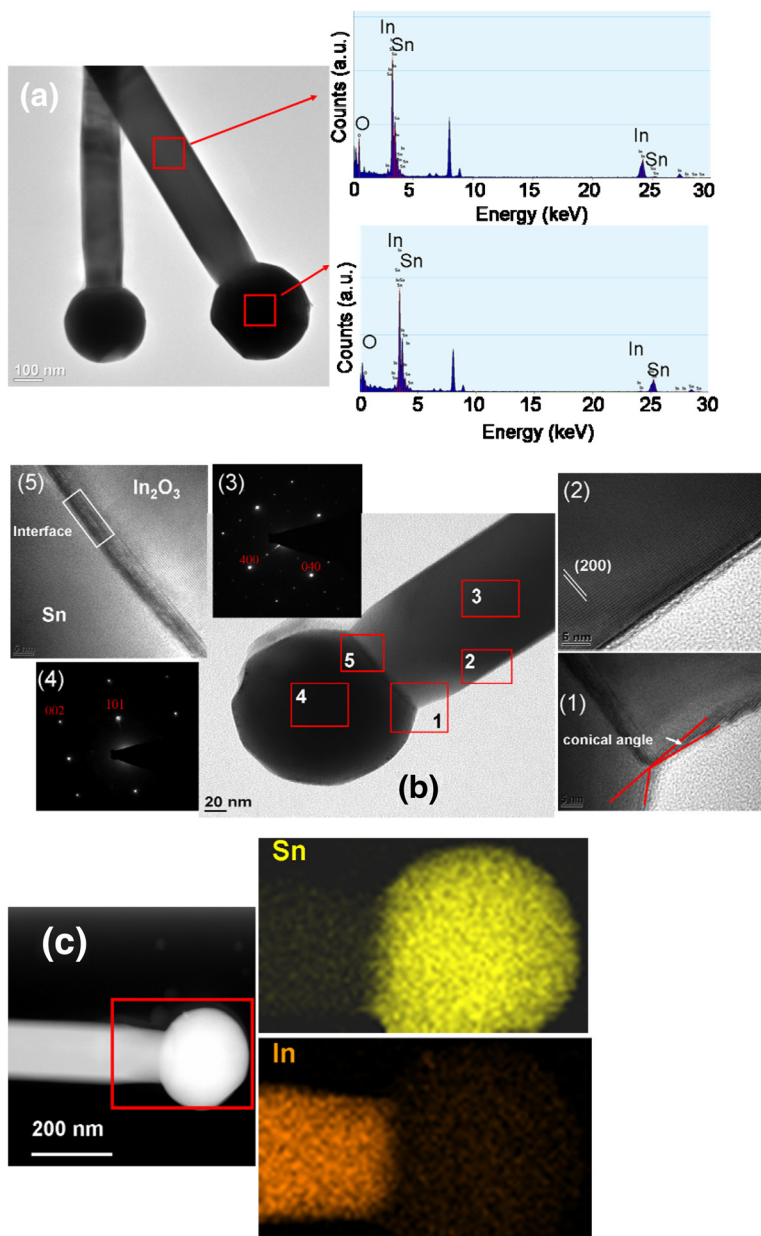 (a)
100 nm
In
Sn
Counts (a.u.)
O
In
Sn
0 5 10 15 20 25 30
Energy (keV)
In
Sn
Counts (a.u.)
O
In
Sn
0 5 10 15 20 25 30
Energy (keV)
(5)
In2O3
Interface
Sn
5 nm
(3)
400
040
(2)
(200)
5 nm
(4)
002
101
3
5
2
4
1
(b)
20 nm
(1)
conical angle
5 nm
(c)
200 nm
Sn
In